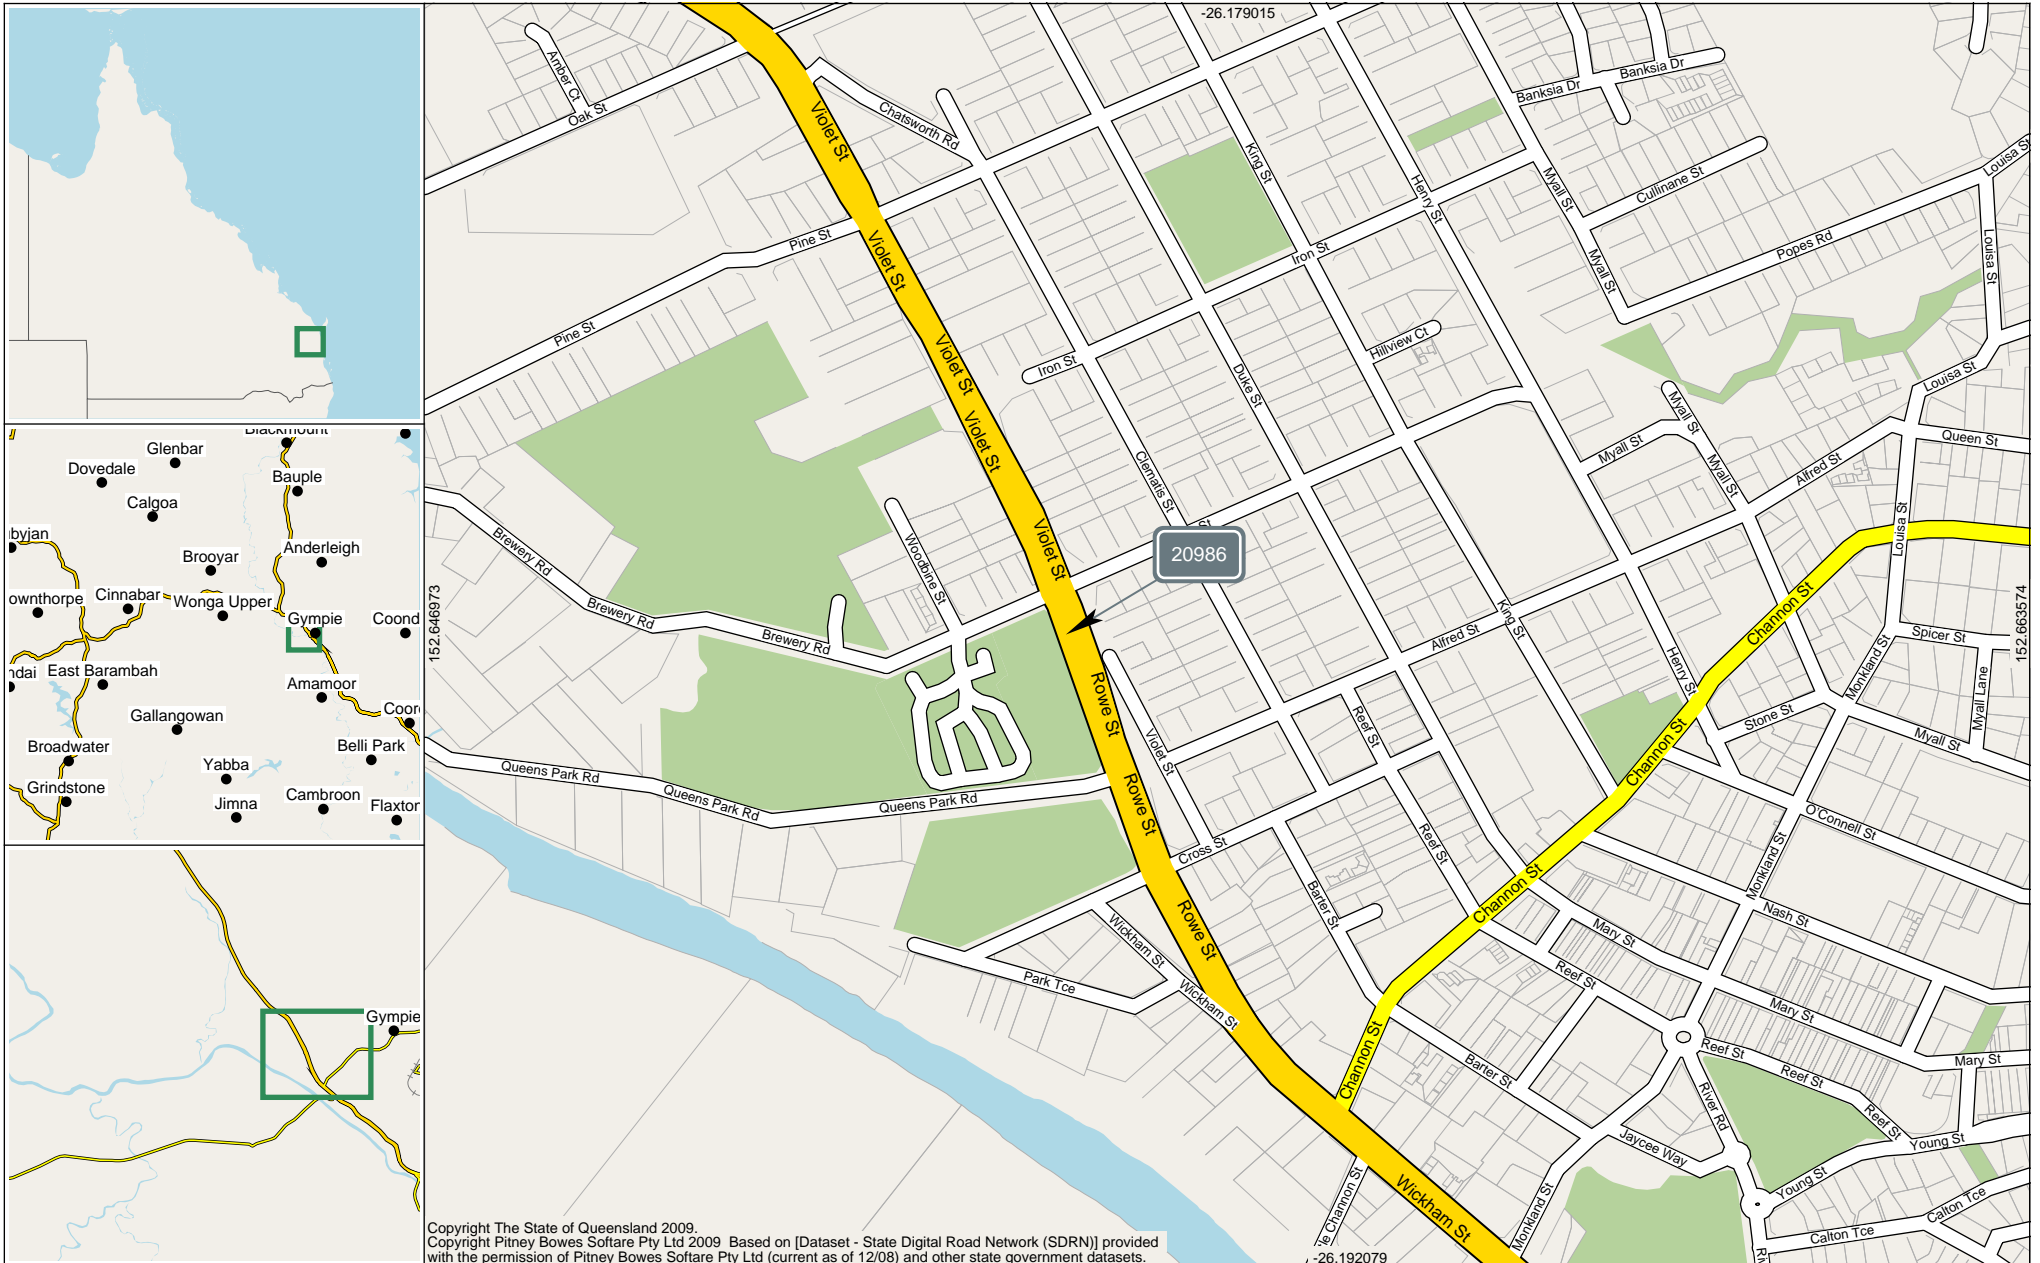 -26.179015
152.646973
152.663574
-26.192079
20986
Blackmount
Glenbar
Dovedale
Bauple
Calgoa
byjan
Anderleigh
Brooyar
Cinnabar
ownthorpe
Wonga Upper
Gympie
Coond
ndai
East Barambah
Amamoor
Gallangowan
Coor
Broadwater
Belli Park
Yabba
Grindstone
Cambroon
Jimna
Flaxton
Gympie
Amber Ct
Oak St
Violet St
Chatsworth Rd
King St
Henry St
Myall St
Banksia Dr
Banksia Dr
Cullinane St
Louisa St
Popes Rd
Louisa St
Myall St
Pine St
Violet St
Iron St
Pine St
Violet St
Iron St
Duke St
Hillview Ct
Louisa St
Violet St
Clematis St
Myall St
Myall St
Myall St
Alfred St
Queen St
Louisa St
St
Violet St
Woodbine St
Brewery Rd
Brewery Rd
Brewery Rd
Alfred St
King St
Henry St
Channon St
Spicer St
Monkland St
Myall Lane
Rowe St
Violet St
Reef St
Stone St
Myall St
Channon St
Queens Park Rd
Queens Park Rd
Queens Park Rd
Rowe St
Cross St
Reef St
O'Connell St
Monkland St
Channon St
Barter St
Nash St
Rowe St
Wickham St
Wickham St
Park Tce
Mary St
Reef St
Mary St
Channon St
Barter St
Reef St
Reef St
Mary St
River Rd
Reef St
Jaycee Way
Young St
Young St
Calton Tce
Calton Tce
Wickham St
Monkland St
le Channon St
Riv
Copyright The State of Queensland 2009.
Copyright Pitney Bowes Softare Pty Ltd 2009 Based on [Dataset - State Digital Road Network (SDRN)] provided
with the permission of Pitney Bowes Softare Pty Ltd (current as of 12/08) and other state government datasets.